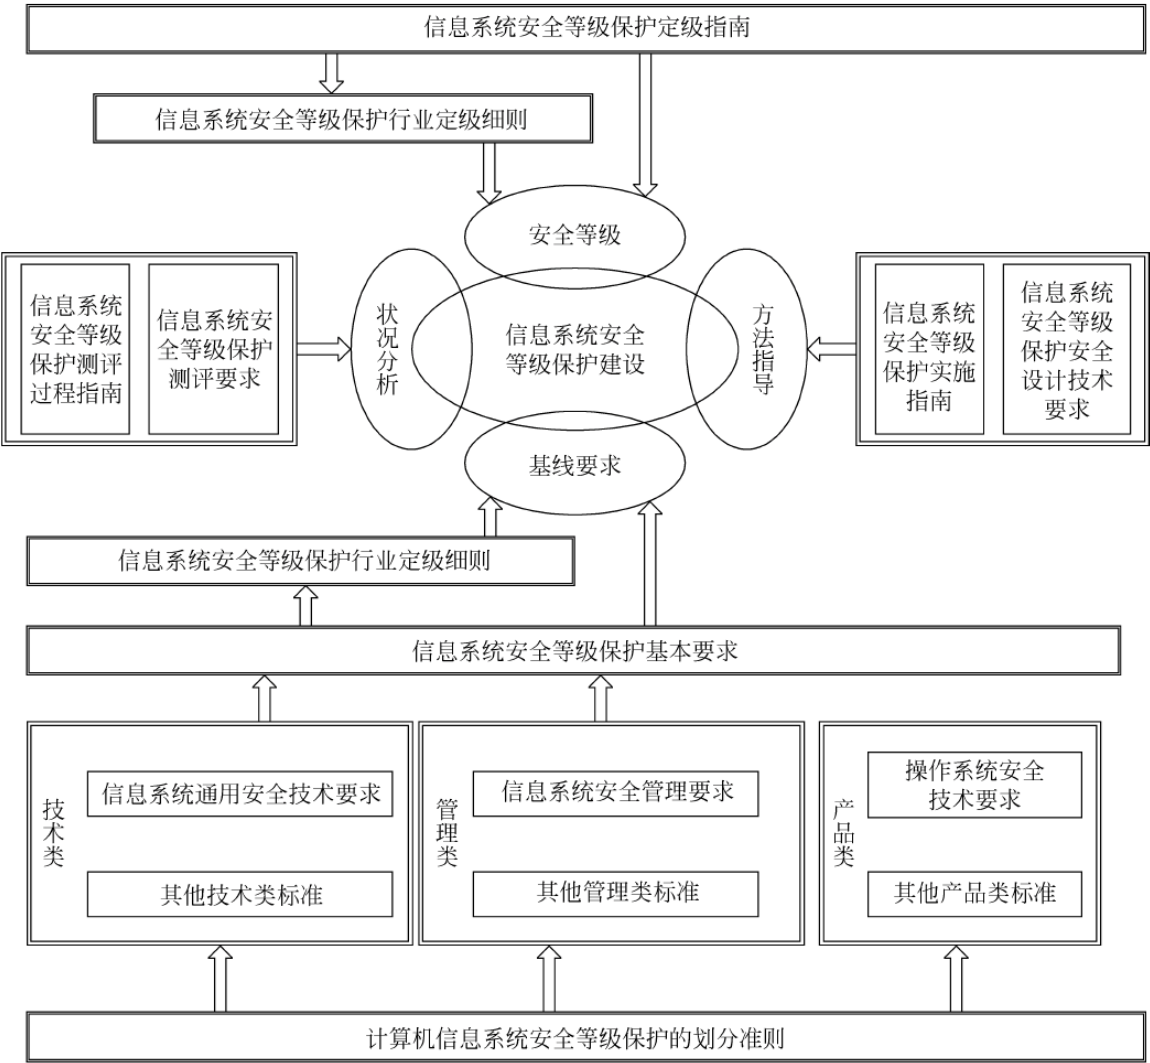 信息系统安全等级保护定级指南
信息系统安全等级保护行业定级细则
安全等级
信息系统
安全等级
保护测评
过程指南
信息系统安
全等级保护
测评要求
状况分析
信息系统安全
等级保护建设
方法指导
信息系统
安全等级
保护实施
指南
信息系统
安全等级
保护安全
设计技术
要求
基线要求
信息系统安全等级保护行业定级细则
信息系统安全等级保护基本要求
技术类
信息系统通用安全技术要求
其他技术类标准
管理类
信息系统安全管理要求
其他管理类标准
产品类
操作系统安全
技术要求
其他产品类标准
计算机信息系统安全等级保护的划分准则